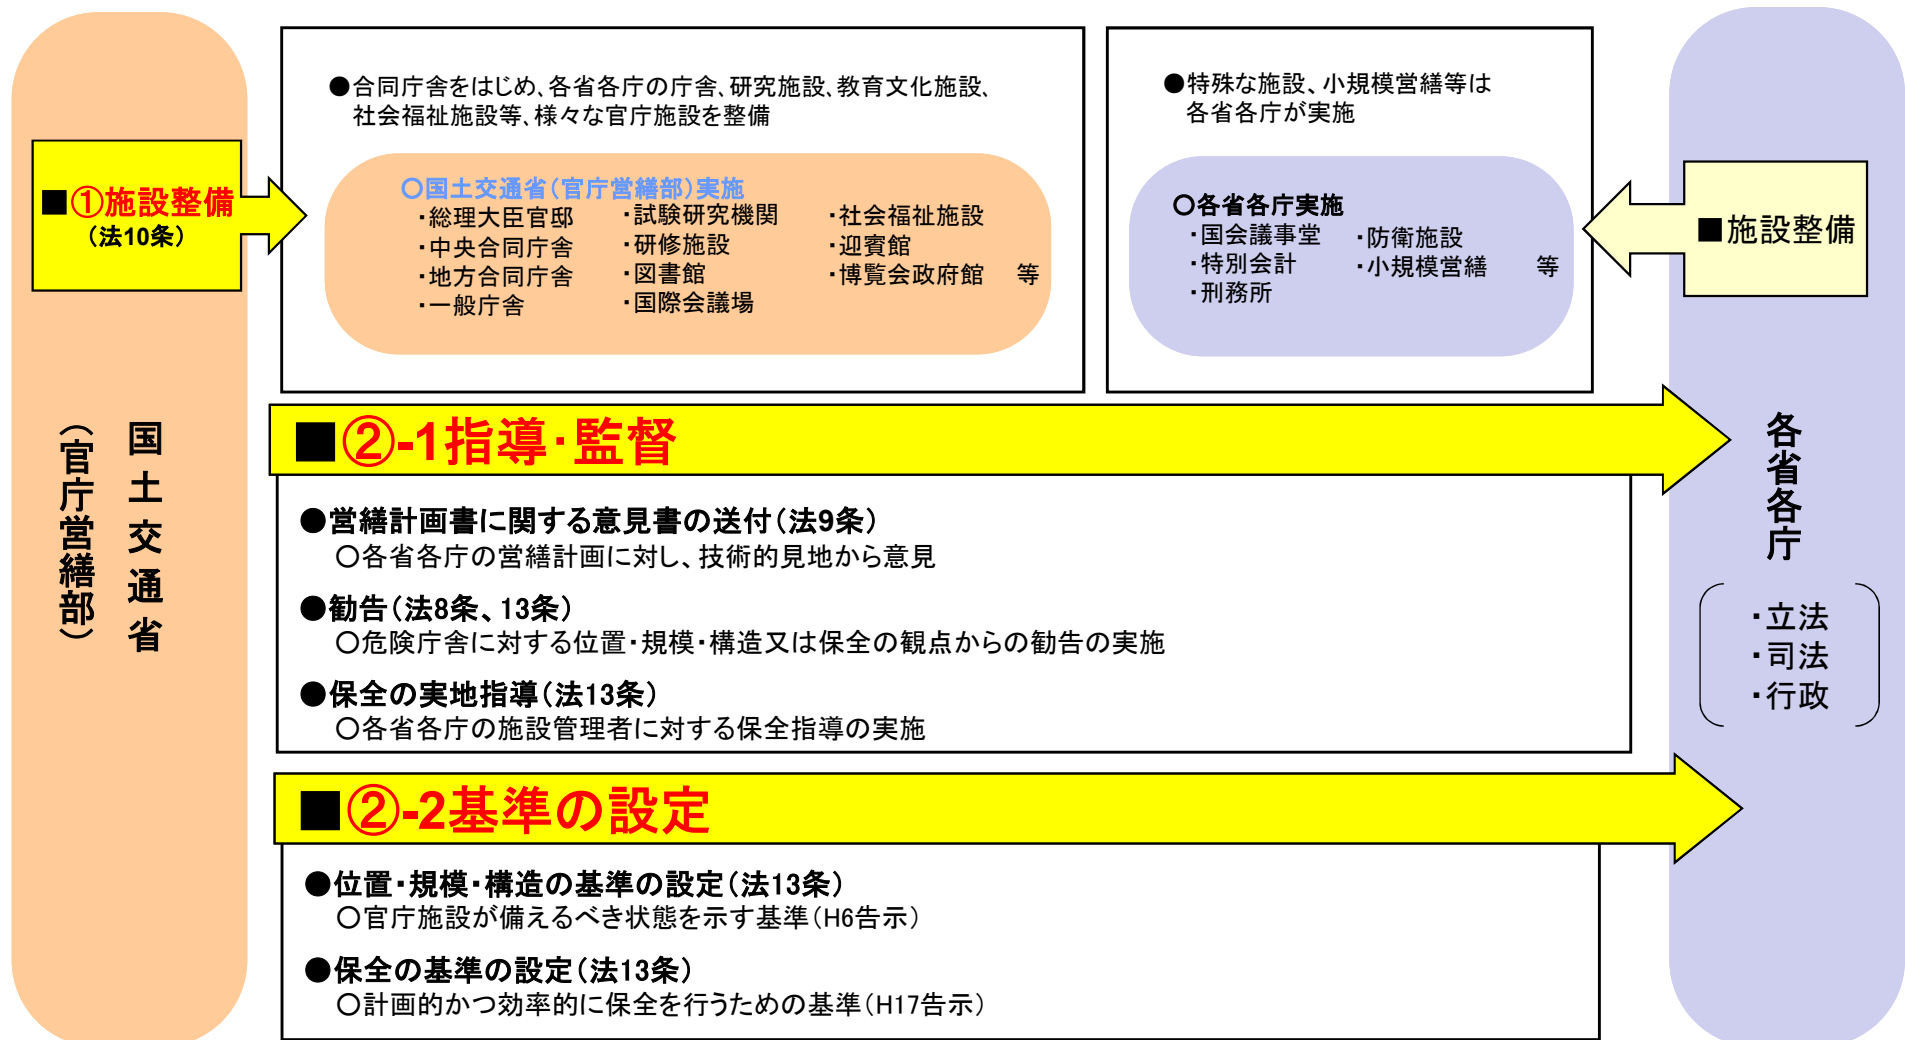 国土交通省
（官庁営繕部）
■①施設整備
（法10条）
●合同庁舎をはじめ、各省各庁の庁舎、研究施設、教育文化施設、
社会福祉施設等、様々な官庁施設を整備
○国土交通省（官庁営繕部）実施
・総理大臣官邸
・中央合同庁舎
・地方合同庁舎
・一般庁舎
・試験研究機関
・研修施設
・図書館
・国際会議場
・社会福祉施設
・迎賓館
・博覧会政府館　等
●特殊な施設、小規模営繕等は
各省各庁が実施
○各省各庁実施
・国会議事堂
・特別会計
・刑務所
・防衛施設
・小規模営繕　等
■施設整備
■②-1指導・監督
●営繕計画書に関する意見書の送付（法9条）
○各省各庁の営繕計画に対し、技術的見地から意見
●勧告（法8条、13条）
○危険庁舎に対する位置・規模・構造又は保全の観点からの勧告の実施
●保全の実地指導（法13条）
○各省各庁の施設管理者に対する保全指導の実施
■②-2基準の設定
●位置・規模・構造の基準の設定（法13条）
○官庁施設が備えるべき状態を示す基準（H6告示）
●保全の基準の設定（法13条）
○計画的かつ効率的に保全を行うための基準（H17告示）
各省各庁
・立法
・司法
・行政